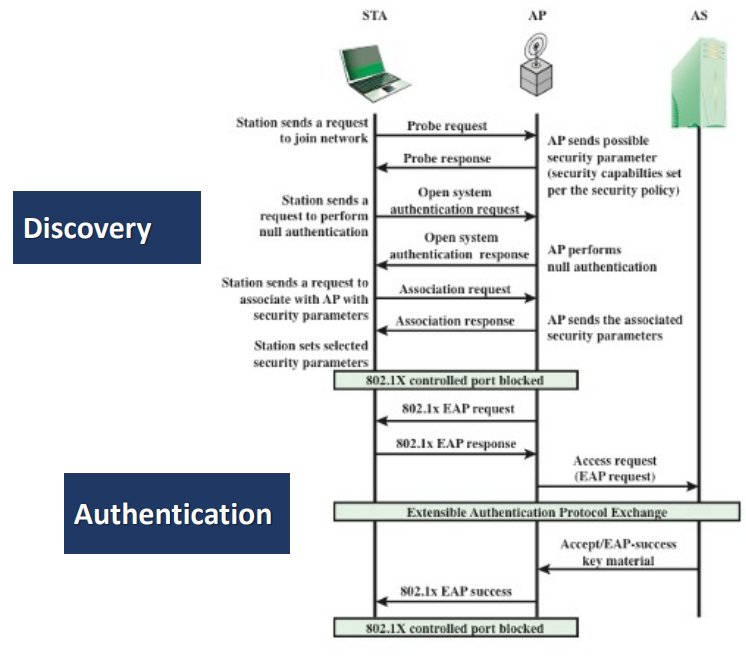 STA
AP
AS
Station sends a request
to join network
Probe request
Probe response
AP sends possible
security parameter
(security capabilties set
per the security policy)
Discovery
Station sends a
request to perform
null authentication
Open system
authentication request
Open system
authentication response
AP performs
null authentication
Station sends a request to
associate with AP with
security parameters
Association request
Association response
AP sends the associated
security parameters
Station sets selected
security parameters
802.1X controlled port blocked
802.1x EAP request
802.1x EAP response
Access request
(EAP request)
Authentication
Extensible Authentication Protocol Exchange
Accept/EAP-success
key material
802.1x EAP success
802.1X controlled port blocked